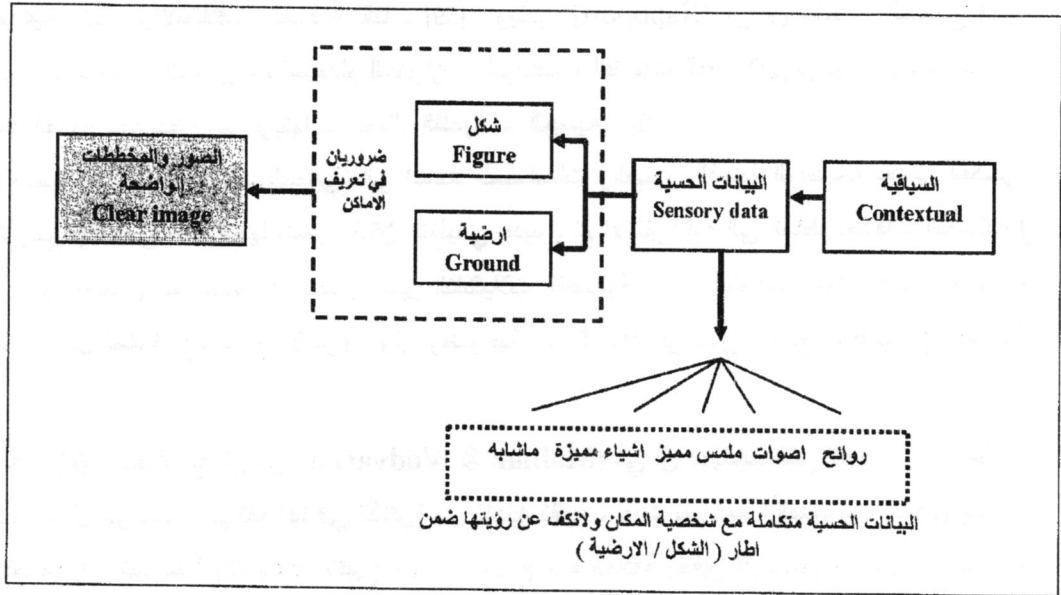 السياقية
Contextual
البيانات الحسية
Sensory data
شكل
Figure
ارضية
Ground
ضروريان
في تعريف
الاماكن
الصور والمخططات
الواضحة
Clear image
روائح اصوات ملمس مميز اشياء مميزة ماشابه
البيانات الحسية متكاملة مع شخصية المكان ولانكف عن رؤيتها ضمن
اطار ( الشكل / الارضية )